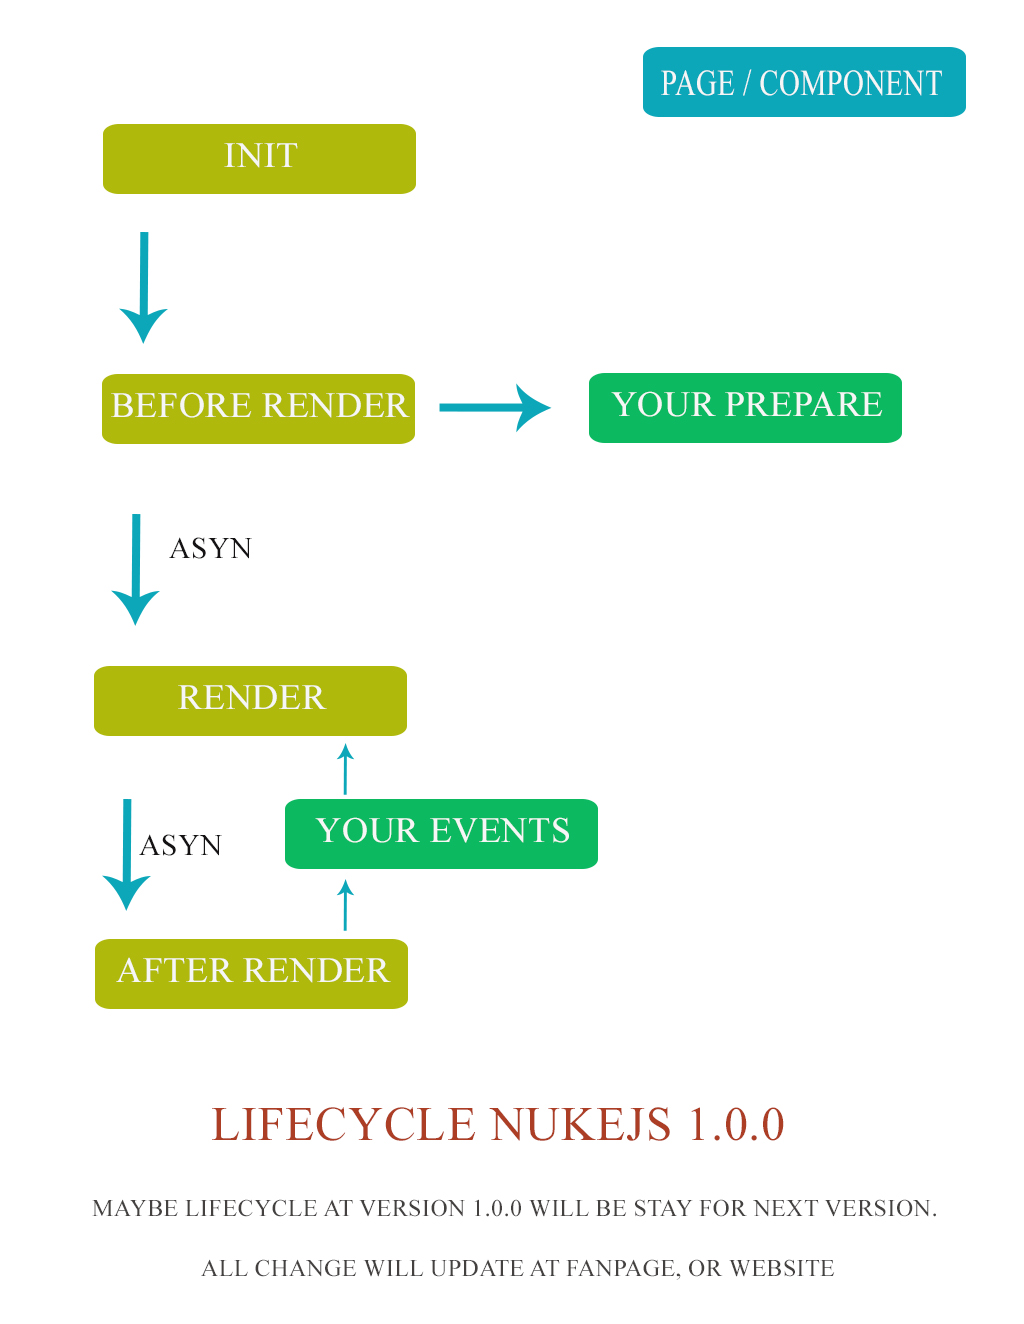 PAGE / COMPONENT
INIT
BEFORE RENDER
YOUR PREPARE
ASYN
RENDER
YOUR EVENTS
ASYN
AFTER RENDER
LIFECYCLE NUKEJS 1.0.0
MAYBE LIFECYCLE AT VERSION 1.0.0 WILL BE STAY FOR NEXT VERSION.
ALL CHANGE WILL UPDATE AT FANPAGE, OR WEBSITE